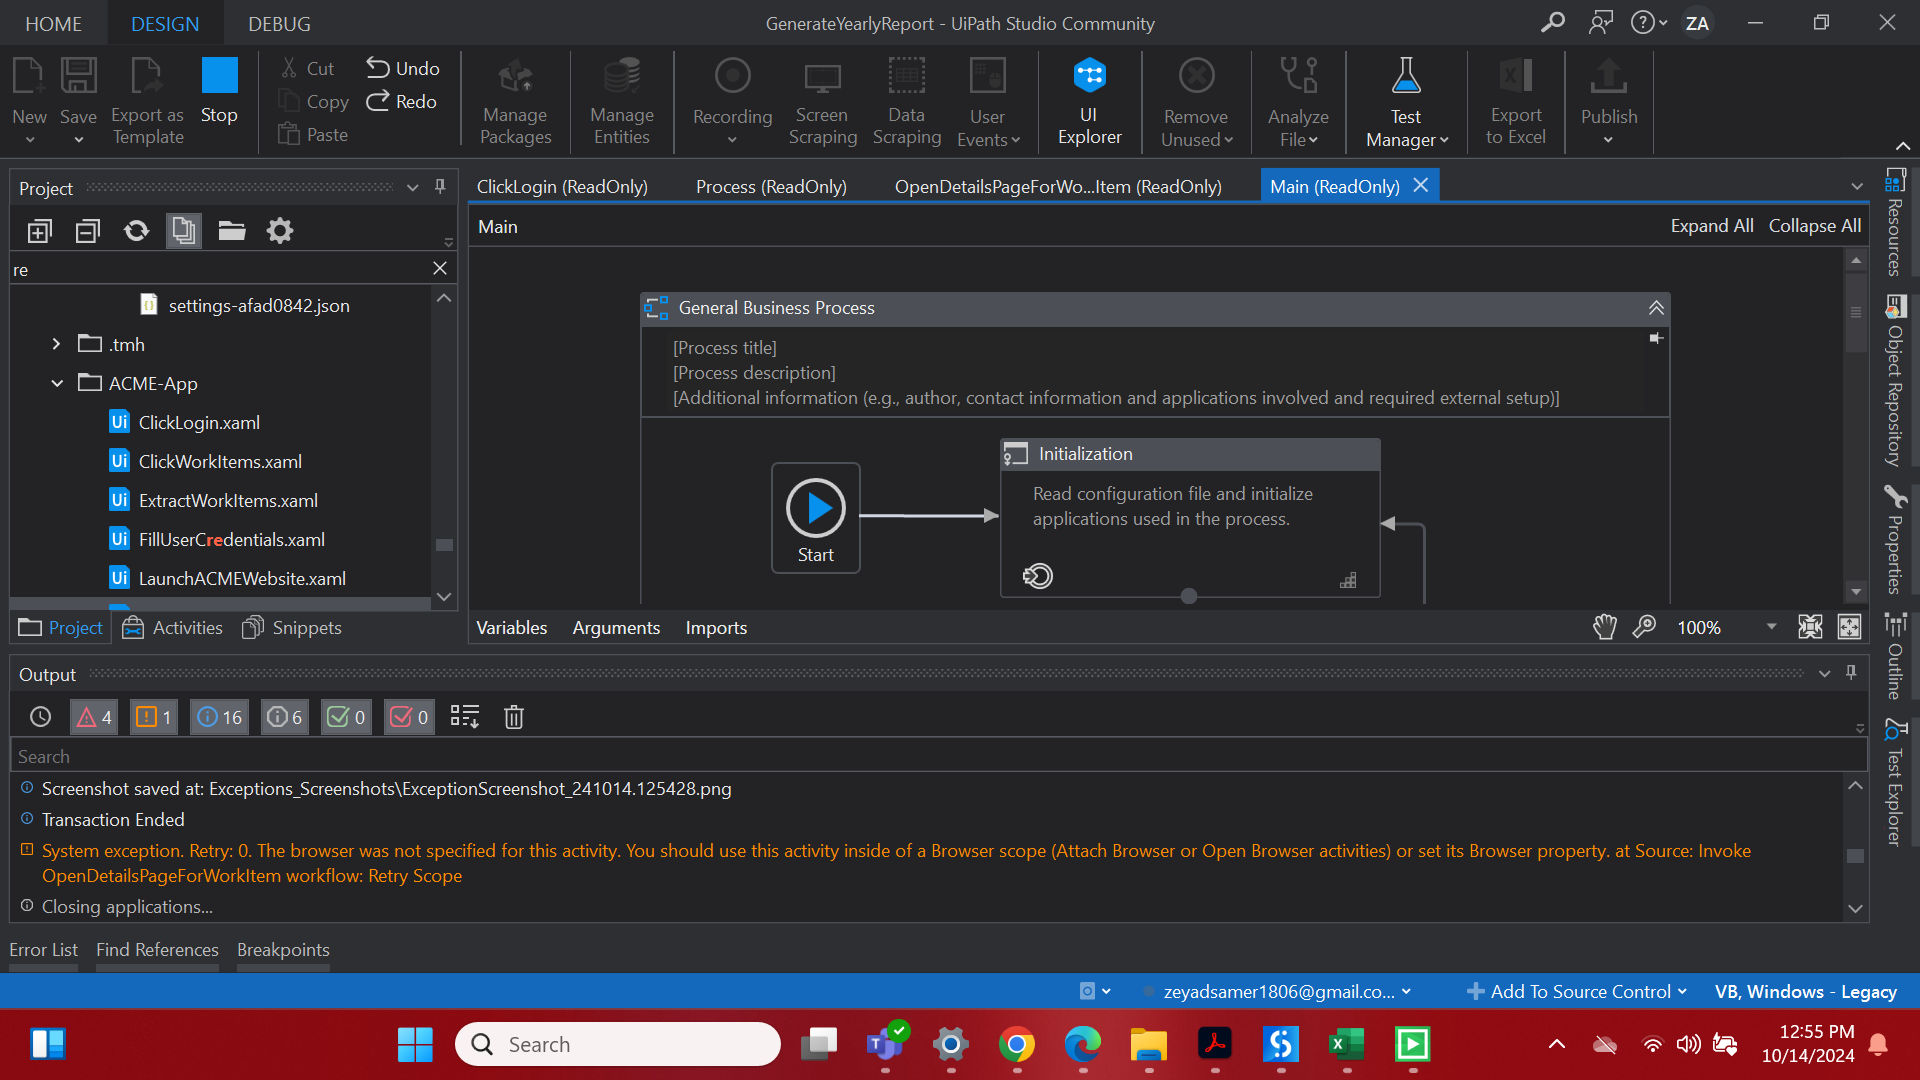 HOME DESIGN DEBUG
GenerateYearlyReport - UiPath Studio Community
ZA
New
Save
Export as
Template
Stop
Cut
Copy
Paste
Undo
Redo
Manage
Packages
Manage
Entities
Recording
Screen
Scraping
Data
Scraping
User
Events
UI
Explorer
Remove
Unused
Analyze
File
Test
Manager
Export
to Excel
Publish
Project
re
settings-afad0842.json
.tmh
ACME-App
Ui ClickLogin.xaml
Ui ClickWorkItems.xaml
Ui ExtractWorkItems.xaml
Ui FillUserCredentials.xaml
Ui LaunchACMEWebsite.xaml
Project Activities Snippets
ClickLogin (ReadOnly) Process (ReadOnly) OpenDetailsPageForWo...Item (ReadOnly) Main (ReadOnly)
Main
Expand All Collapse All
General Business Process
[Process title]
[Process description]
[Additional information (e.g., author, contact information and applications involved and required external setup)]
Start
Initialization
Read configuration file and initialize
applications used in the process.
Variables Arguments Imports
100%
Resources
Object Repository
Properties
Outline
Test Explorer
Output
4 1 16 6 0 0
Search
Screenshot saved at: Exceptions_Screenshots\ExceptionScreenshot_241014.125428.png
Transaction Ended
System exception. Retry: 0. The browser was not specified for this activity. You should use this activity inside of a Browser scope (Attach Browser or Open Browser activities) or set its Browser property. at Source: Invoke
OpenDetailsPageForWorkItem workflow: Retry Scope
Closing applications...
Error List Find References Breakpoints
zeyadsamer1806@gmail.co... Add To Source Control VB, Windows - Legacy
Search
12:55 PM
10/14/2024